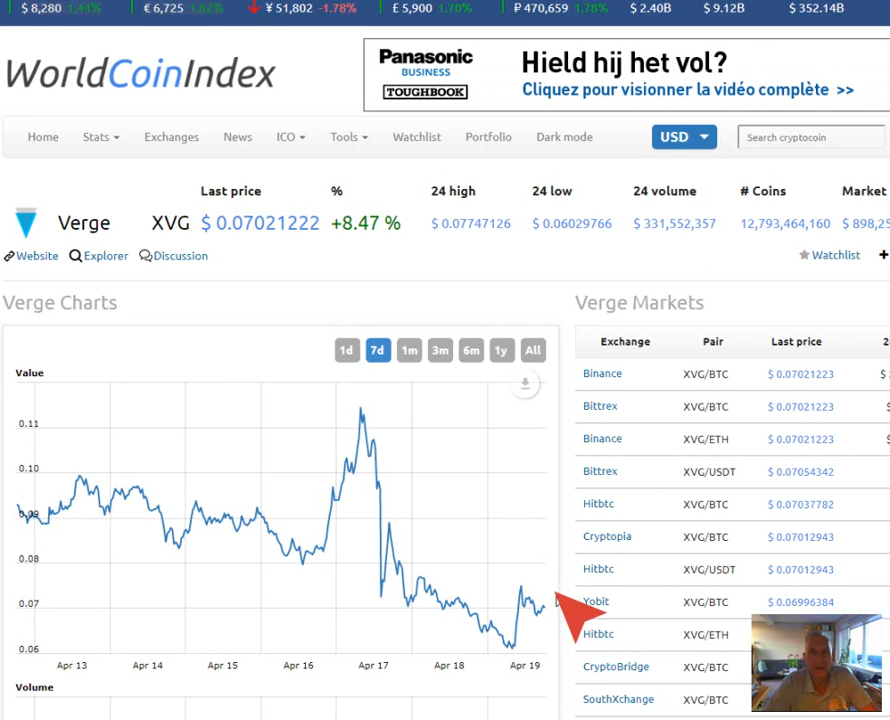 $ 8,280 1.44% € 6,725 1.82% ¥ 51,802 -1.78% £ 5,900 1.70% ₽ 470,659 1.78% $ 2.40B $ 9.12B $ 352.14B
Panasonic
BUSINESS
TOUGHBOOK
Hield hij het vol?
Cliquez pour visionner la vidéo complète >>
WorldCoinIndex
Home Stats Exchanges News ICO Tools Watchlist Portfolio Dark mode USD Search cryptocoin
Last price % 24 high 24 low 24 volume # Coins Market
Verge XVG $ 0.07021222 +8.47 % $ 0.07747126 $ 0.06029766 $ 331,552,357 12,793,464,160 $ 898,25
Website Explorer Discussion Watchlist +
Verge Charts
1d 7d 1m 3m 6m 1y All
Value
0.11
0.10
0.09
0.08
0.07
0.06
Apr 13 Apr 14 Apr 15 Apr 16 Apr 17 Apr 18 Apr 19
Volume
Verge Markets
Exchange Pair Last price 2
Binance XVG/BTC $ 0.07021223 $
Bittrex XVG/BTC $ 0.07021223
Binance XVG/ETH $ 0.07021223
Bittrex XVG/USDT $ 0.07054342
Hitbtc XVG/BTC $ 0.07037782
Cryptopia XVG/BTC $ 0.07012943
Hitbtc XVG/USDT $ 0.07012943
Yobit XVG/BTC $ 0.06996384
Hitbtc XVG/ETH
CryptoBridge XVG/BTC
SouthXchange XVG/BTC